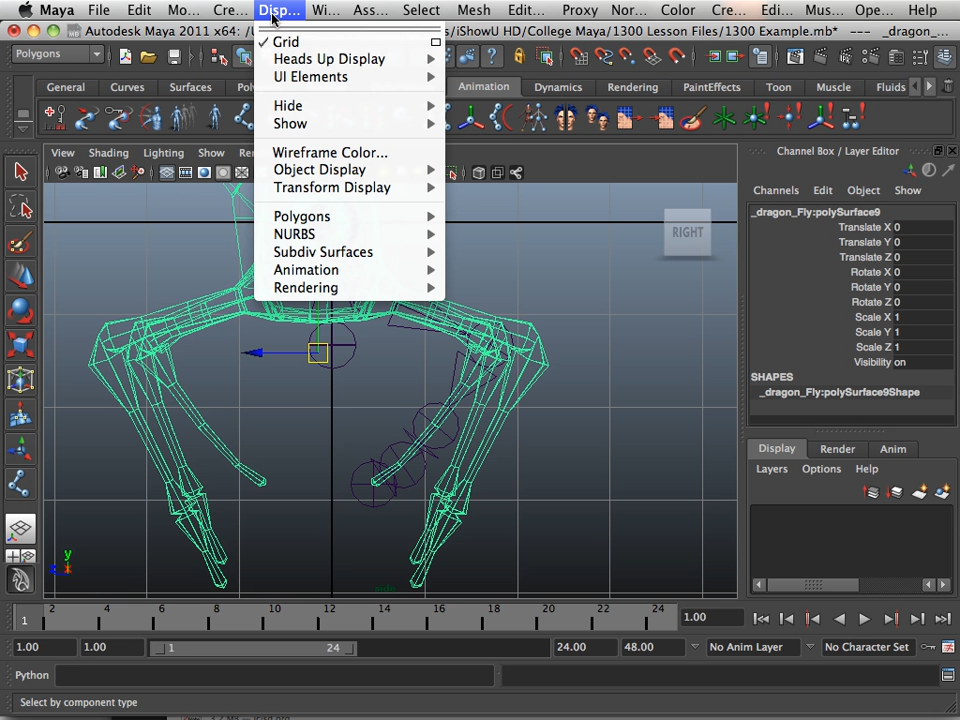 Maya File Edit Mo... Cre... Disp... Wi... Ass... Select Mesh Edit... Proxy Nor... Color Cre... Edi... Mus... Ope... Help
Autodesk Maya 2011 x64: /U
/iShowU HD/College Maya/1300 Lesson Files/1300 Example.mb* --- _dragon_...
Polygons
General Curves Surfaces Animation Dynamics Rendering PaintEffects Toon Muscle Fluids
Grid
Heads Up Display
UI Elements
Hide
Show
Wireframe Color...
Object Display
Transform Display
Polygons
NURBS
Subdiv Surfaces
Animation
Rendering
View Shading Lighting Show
RIGHT
y
Channel Box / Layer Editor
Channels Edit Object Show
_dragon_Fly:polySurface9
Translate X 0
Translate Y 0
Translate Z 0
Rotate X 0
Rotate Y 0
Rotate Z 0
Scale X 1
Scale Y 1
Scale Z 1
Visibility on
SHAPES
_dragon_Fly:polySurface9Shape
Display Render Anim
Layers Options Help
2 4 6 8 10 12 14 16 18 20 22 24
1
1.00
1.00 1.00 1 24 24.00 48.00 No Anim Layer No Character Set
Python
Select by component type